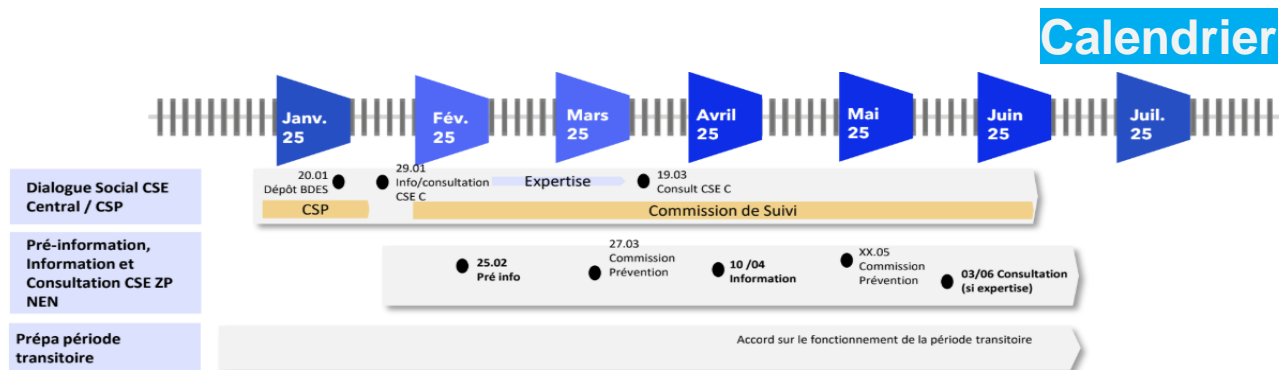 Calendrier
Janv.
25
Fév.
25
Mars
25
Avril
25
Mai
25
Juin
25
Juil.
25
Dialogue Social CSE
Central / CSP
20.01
Dépôt BDES
29.01
Info/consultation
CSE C
Expertise
19.03
Consult CSE C
CSP
Commission de Suivi
Pré-information,
Information et
Consultation CSE ZP
NEN
25.02
Pré info
27.03
Commission
Prévention
10 /04
Information
XX.05
Commission
Prévention
03/06 Consultation
(si expertise)
Prépa période
transitoire
Accord sur le fonctionnement de la période transitoire